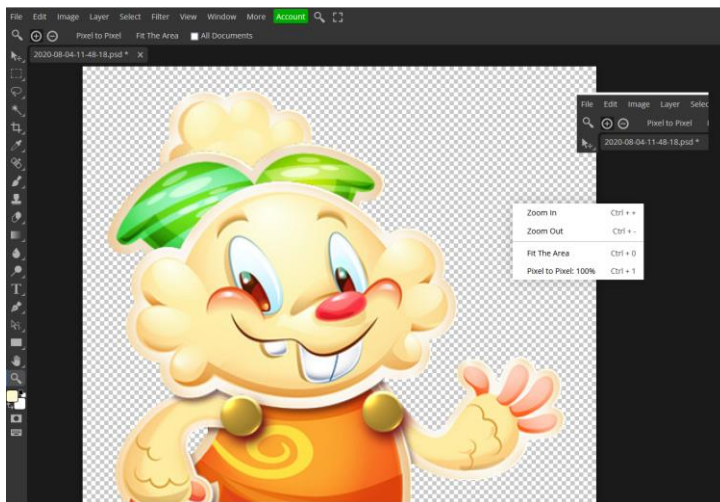 File Edit Image Layer Select Filter View Window More Account
Pixel to Pixel Fit The Area All Documents
2020-08-04-11-48-18.psd *
File Edit Image Layer
Pixel to Pixel
2020-08-04-11-48-18.psd *
Zoom In Ctrl + +
Zoom Out Ctrl + -
Fit The Area Ctrl + 0
Pixel to Pixel: 100% Ctrl + 1